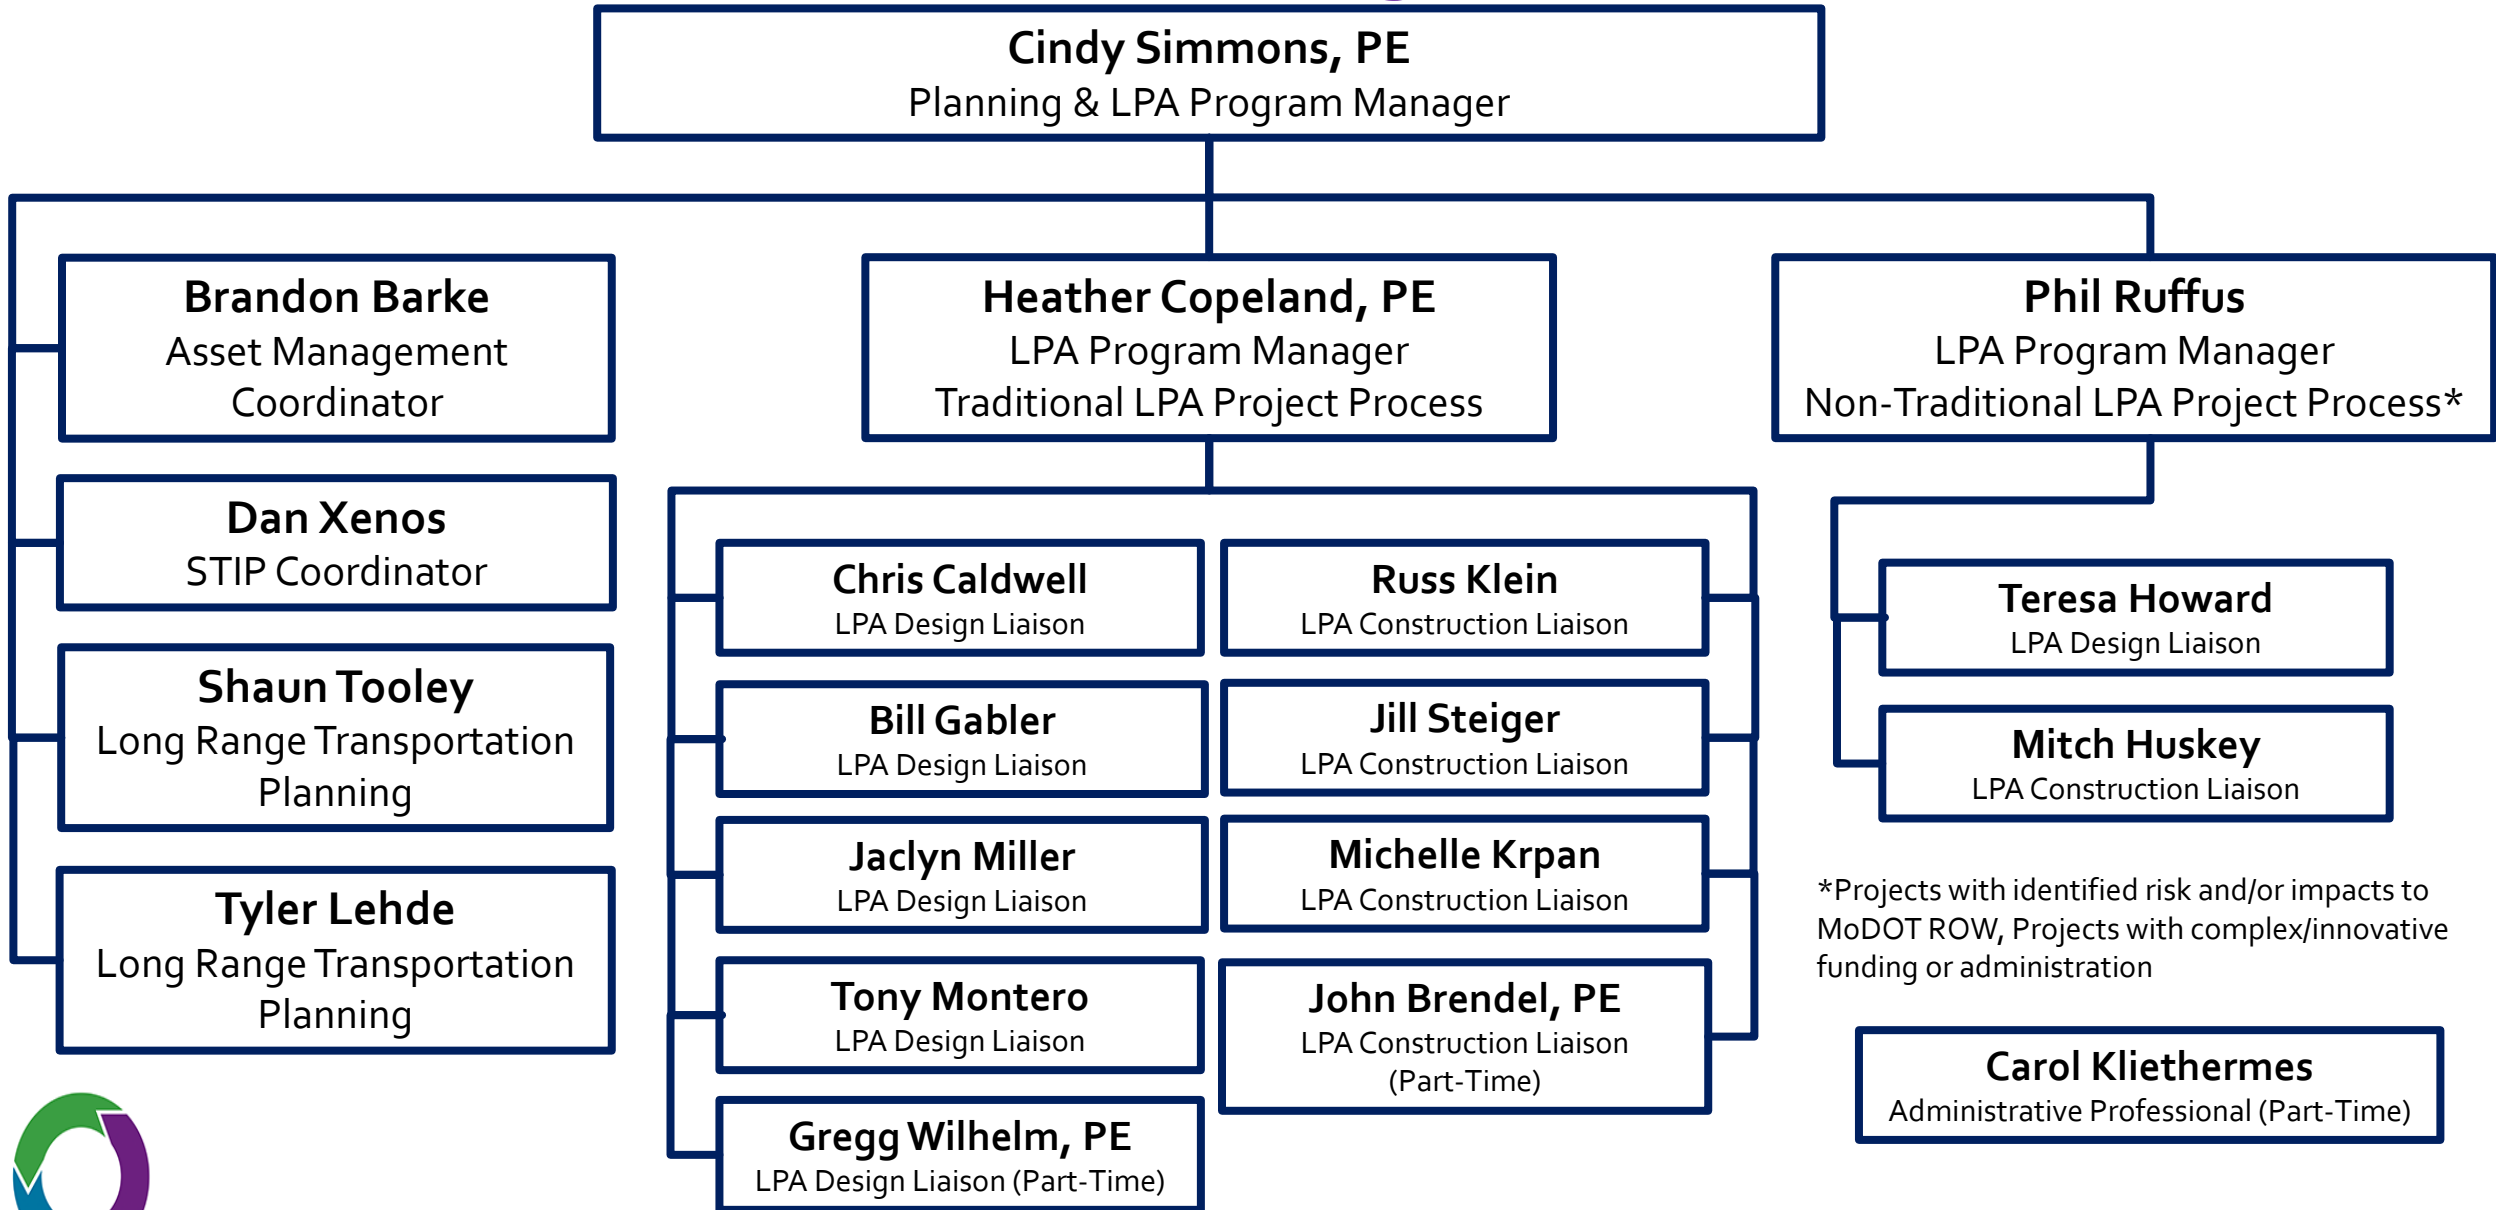 Cindy Simmons, PE
Planning & LPA Program Manager
Brandon Barke
Asset Management
Coordinator
Dan Xenos
STIP Coordinator
Shaun Tooley
Long Range Transportation
Planning
Tyler Lehde
Long Range Transportation
Planning
Heather Copeland, PE
LPA Program Manager
Traditional LPA Project Process
Chris Caldwell
LPA Design Liaison
Bill Gabler
LPA Design Liaison
Jaclyn Miller
LPA Design Liaison
Tony Montero
LPA Design Liaison
Gregg Wilhelm, PE
LPA Design Liaison (Part-Time)
Russ Klein
LPA Construction Liaison
Jill Steiger
LPA Construction Liaison
Michelle Krpan
LPA Construction Liaison
John Brendel, PE
LPA Construction Liaison
(Part-Time)
Phil Ruffus
LPA Program Manager
Non-Traditional LPA Project Process*
Teresa Howard
LPA Design Liaison
Mitch Huskey
LPA Construction Liaison
*Projects with identified risk and/or impacts to
MoDOT ROW, Projects with complex/innovative
funding or administration
Carol Kliethermes
Administrative Professional (Part-Time)